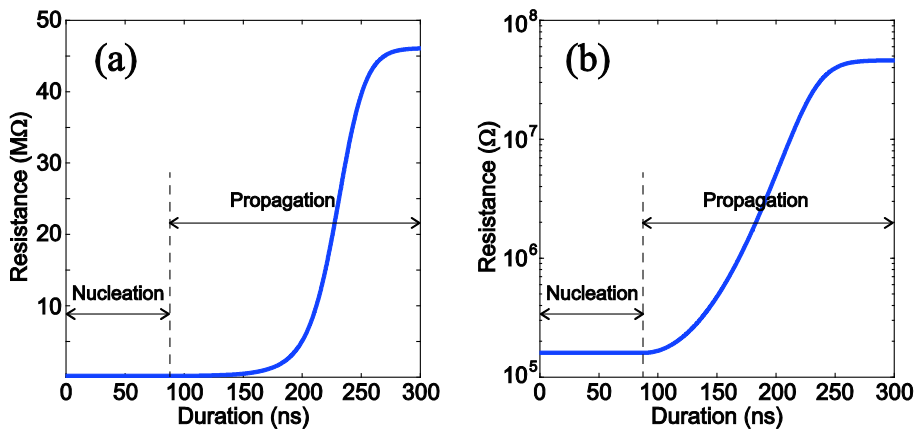 (a)
50
40
30
20
10
Resistance (MΩ)
Propagation
Nucleation
0 50 100 150 200 250 300
Duration (ns)
(b)
10⁸
10⁷
10⁶
10⁵
Resistance (Ω)
Propagation
Nucleation
0 50 100 150 200 250 300
Duration (ns)